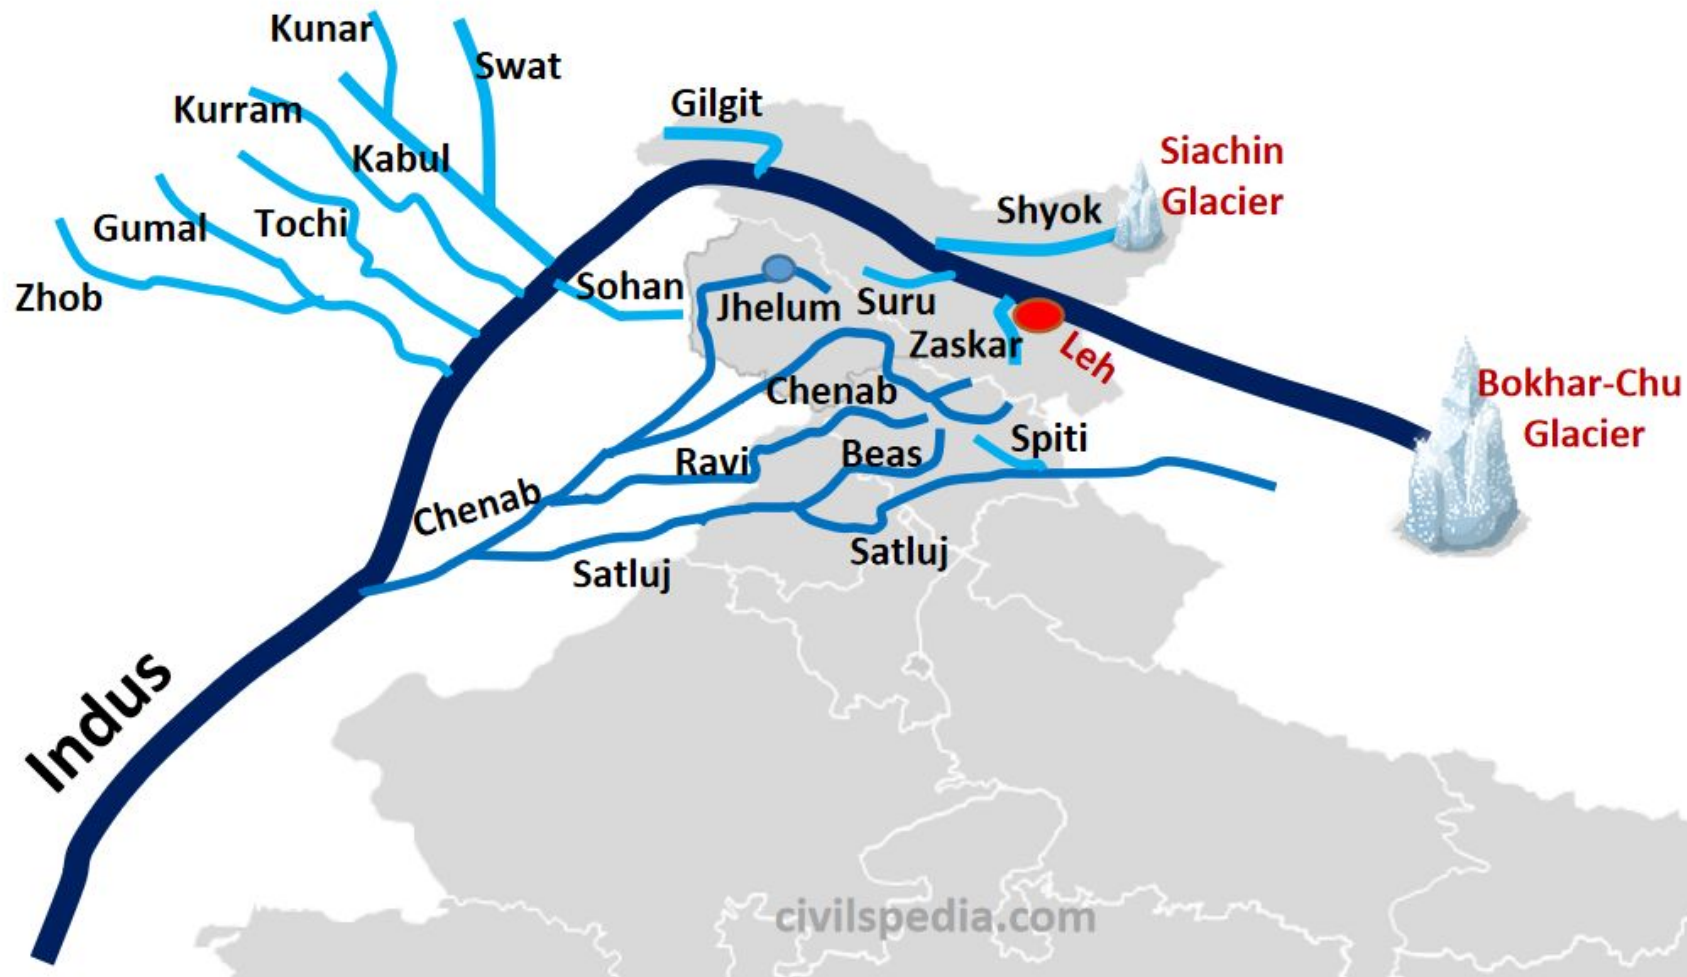 Kunar
Swat
Kurram
Gilgit
Kabul
Siachin
Glacier
Shyok
Gumal
Tochi
Zhob
Sohan
Jhelum
Suru
Zaskar
Leh
Chenab
Bokhar-Chu
Glacier
Ravi
Beas
Spiti
Chenab
Satluj
Satluj
Indus
civilspedia.com